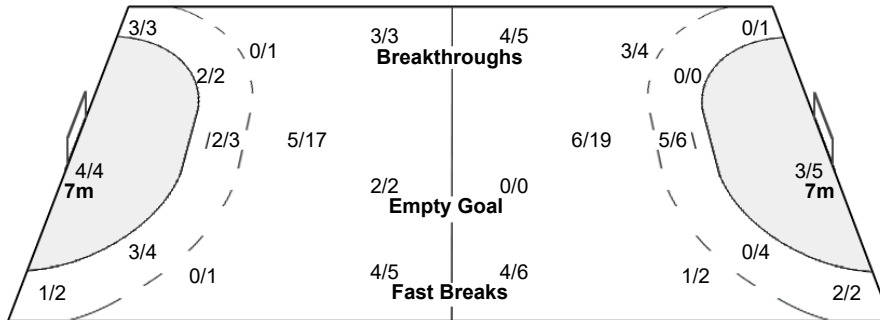 3/3 0/1
0/1 3/3 4/5 3/4
Breakthroughs
2/2 0/0
2/3 5/17 6/19 5/6
4/4 3/5
7m 2/2 0/0 7m
Empty Goal
3/4 0/4
0/1 4/5 4/6 1/2
1/2 Fast Breaks 2/2